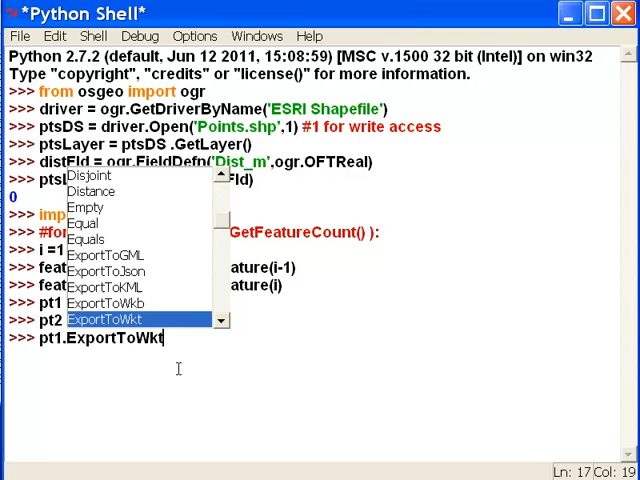 *Python Shell*
File Edit Shell Debug Options Windows Help
Python 2.7.2 (default, Jun 12 2011, 15:08:59) [MSC v.1500 32 bit (Intel)] on win32
Type "copyright", "credits" or "license()" for more information.
>>> from osgeo import ogr
>>> driver = ogr.GetDriverByName('ESRI Shapefile')
>>> ptsDS = driver.Open('Points.shp',1) #1 for write access
>>> ptsLayer = ptsDS .GetLayer()
>>> distFld = ogr.FieldDefn('Dist_m',ogr.OFTReal)
>>> ptsL Fld)
0
>>> imp
>>> #for GetFeatureCount() ):
>>> i =1
>>> feat ature(i-1)
>>> feat ature(i)
>>> pt1
>>> pt2
>>> pt1.ExportToWkt
Disjoint
Distance
Empty
Equal
Equals
ExportToGML
ExportToJson
ExportToKML
ExportToWkb
ExportToWkt
Ln: 17 Col: 19